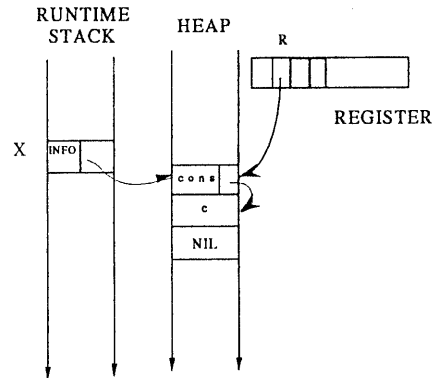 RUNTIME
STACK
HEAP
R
REGISTER
X
INFO
cons
c
NIL